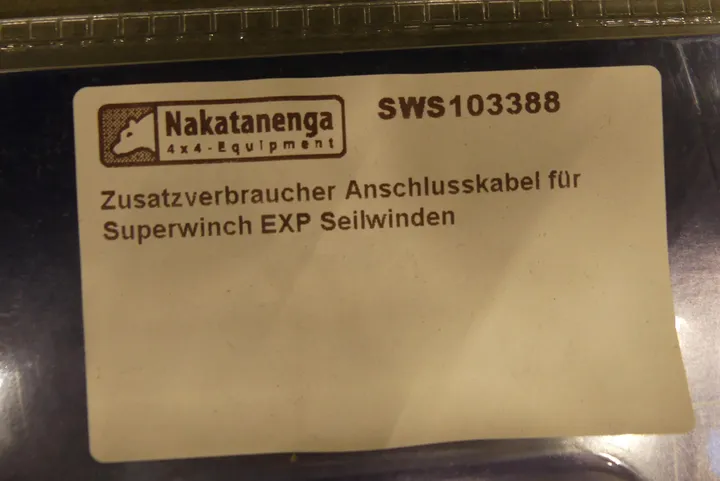 Nakatanenga
4x4-Equipment
SWS103388
Zusatzverbraucher Anschlusskabel für
Superwinch EXP Seilwinden